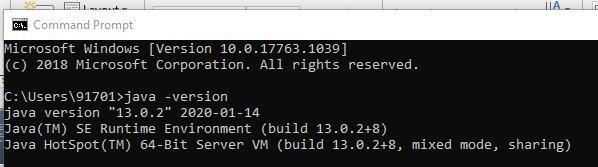 Layout
Command Prompt
Microsoft Windows [Version 10.0.17763.1039]
(c) 2018 Microsoft Corporation. All rights reserved.
C:\Users\91701>java -version
java version "13.0.2" 2020-01-14
Java(TM) SE Runtime Environment (build 13.0.2+8)
Java HotSpot(TM) 64-Bit Server VM (build 13.0.2+8, mixed mode, sharing)